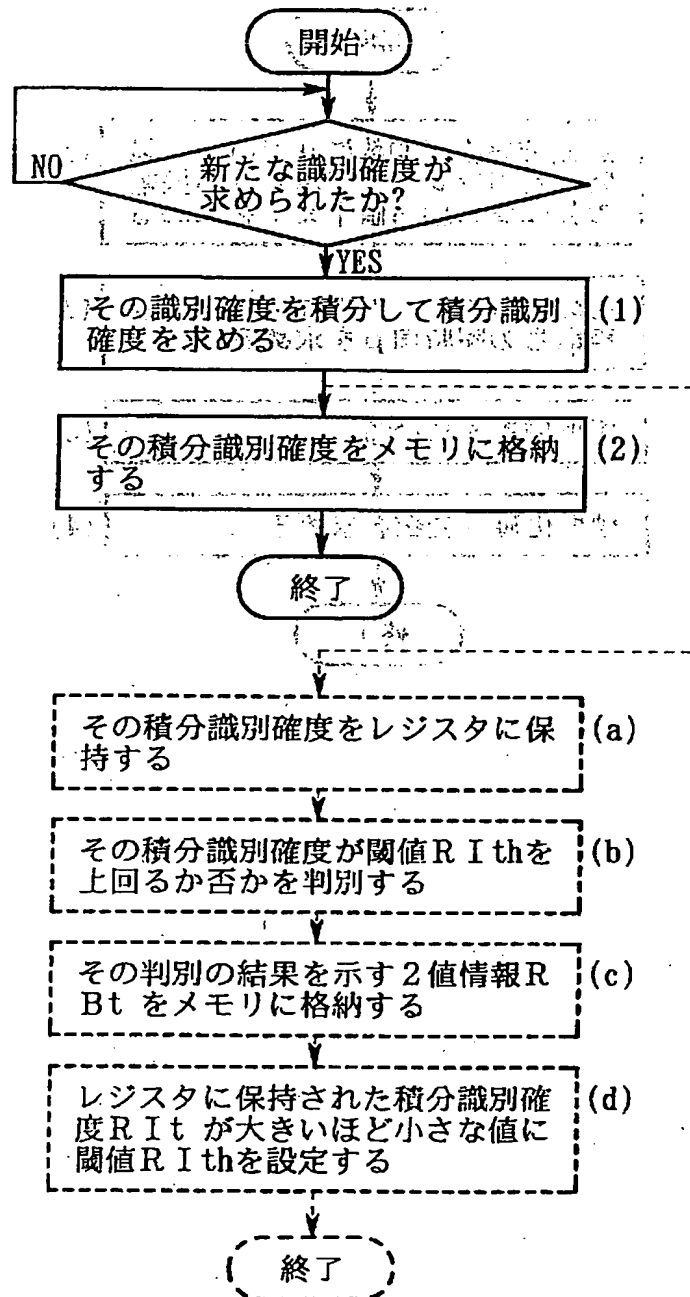 開始
新たな識別確度が
求められたか?
NO
YES
その識別確度を積分して積分識別
確度を求める
(1)
その積分識別確度をメモリに格納
する
(2)
終了
その積分識別確度をレジスタに保
持する
(a)
その積分識別確度が閾値RIthを
上回るか否かを判別する
(b)
その判別の結果を示す2値情報R
Bt をメモリに格納する
(c)
レジスタに保持された積分識別確
度RIt が大きいほど小さな値に
閾値RIthを設定する
(d)
終了